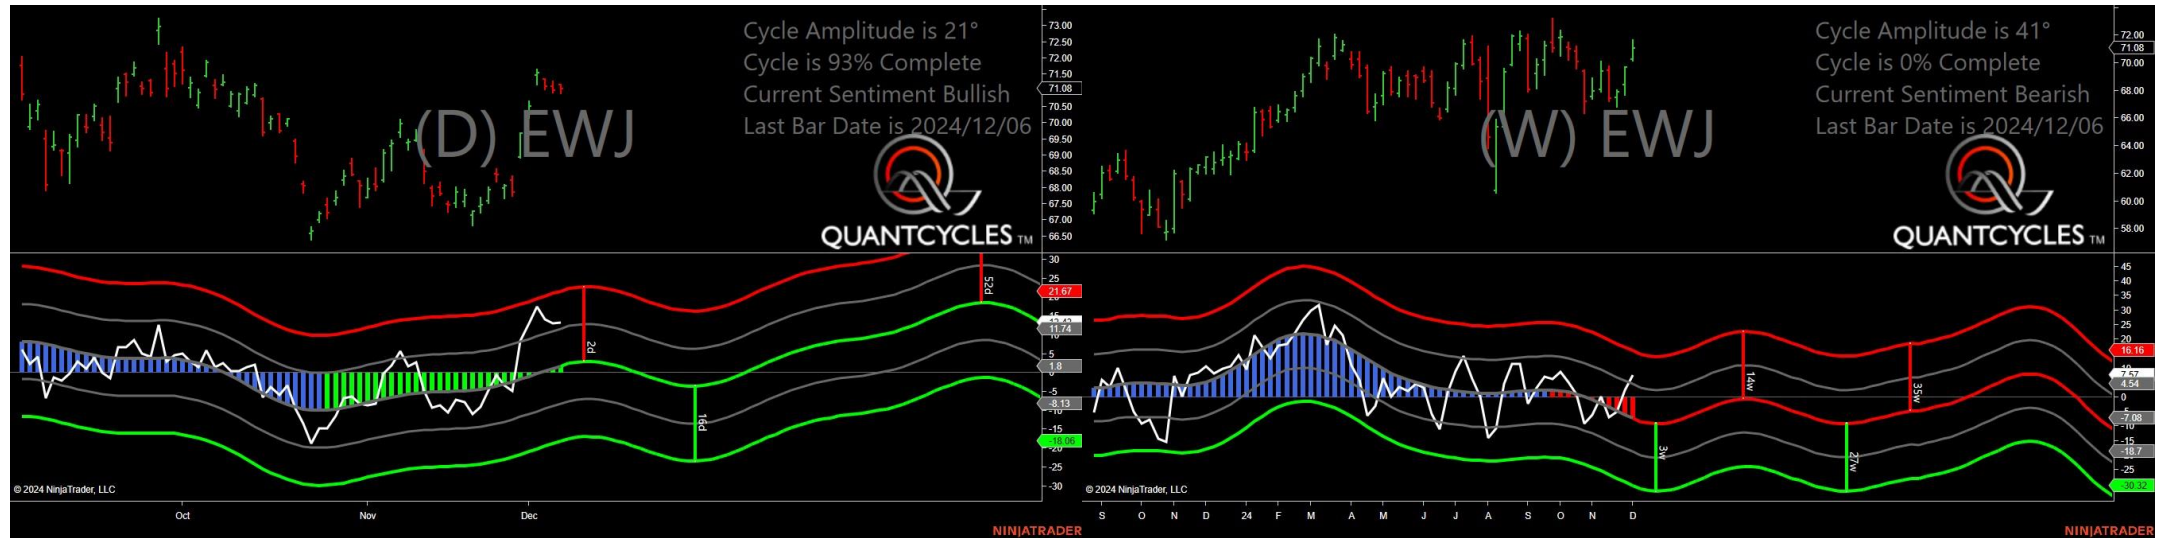 Cycle Amplitude is 21°
Cycle is 93% Complete
Current Sentiment Bullish
Last Bar Date is 2024/12/06
(D) EWJ
QUANTCYCLES TM
73.00
72.50
72.00
71.50
71.08
70.50
70.00
69.50
69.00
68.50
68.00
67.50
67.00
66.50
30
25
21.67
15
11.74
5
1.8
0
-5
-8.13
-10
-15
-18.06
-20
-25
-30
2d
16d
52d
© 2024 NinjaTrader, LLC
Oct
Nov
Dec
NINJATRADER
Cycle Amplitude is 41°
Cycle is 0% Complete
Current Sentiment Bearish
Last Bar Date is 2024/12/06
(W) EWJ
QUANTCYCLES TM
72.00
71.08
70.00
68.00
66.00
64.00
62.00
60.00
58.00
45
35
30
25
20
16.16
7.57
4.54
0
-7.08
-10
-15
-18.7
-25
-30.32
3w
14w
27w
35w
© 2024 NinjaTrader, LLC
S O N D 24 F M A M J J A S O N D
NINJATRADER